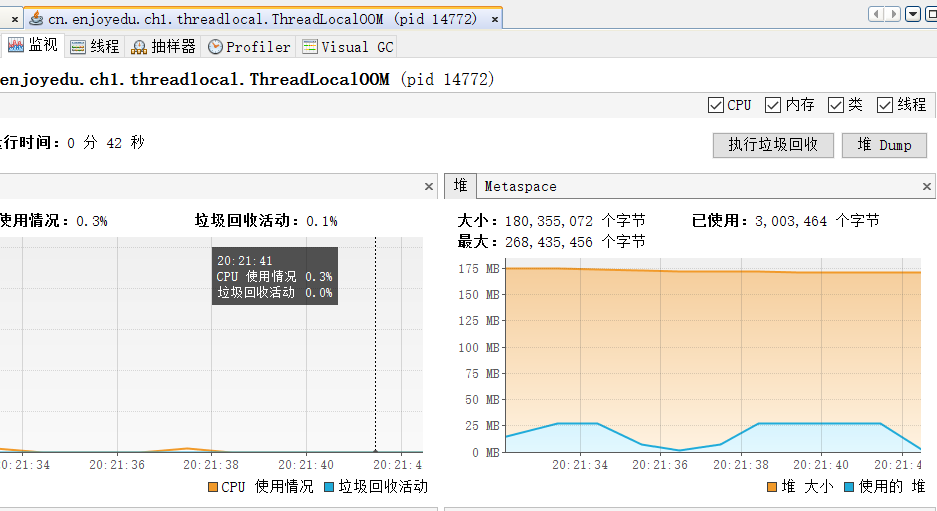 cn.enjoyedu.ch1.threadlocal.ThreadLocalOOM (pid 14772)
监视 线程 抽样器 Profiler Visual GC
enjoyedu.ch1.threadlocal.ThreadLocalOOM (pid 14772)
CPU 内存 类 线程
行时间: 0 分 42 秒
执行垃圾回收 堆 Dump
堆 Metaspace
使用情况: 0.3% 垃圾回收活动: 0.1%
大小: 180,355,072 个字节 已使用: 3,003,464 个字节
最大: 268,435,456 个字节
20:21:41
CPU 使用情况 0.3%
垃圾回收活动 0.0%
175 MB
150 MB
125 MB
100 MB
75 MB
50 MB
25 MB
0 MB
0:21:34 20:21:36 20:21:38 20:21:40 20:21:4
20:21:34 20:21:36 20:21:38 20:21:40 20:21:4
CPU 使用情况 垃圾回收活动
堆 大小 使用的 堆